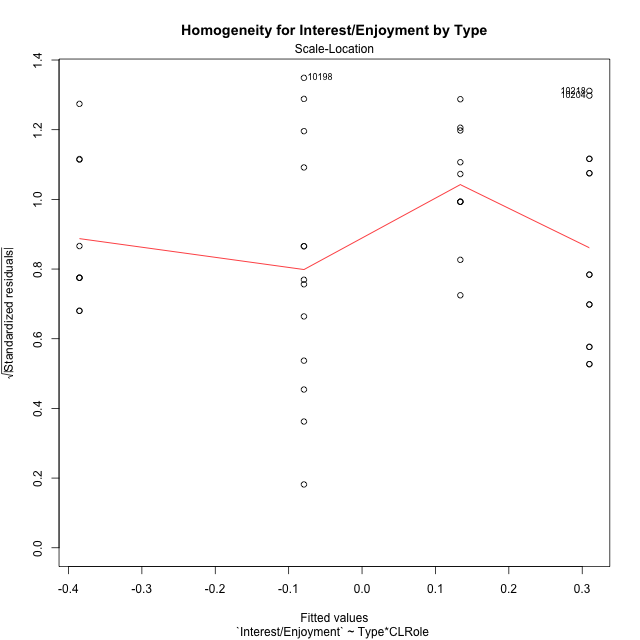 Homogeneity for Interest/Enjoyment by Type
Scale-Location
1.4
1.2
1.0
0.8
0.6
0.4
0.2
0.0
√|Standardized residuals|
10198
10218
10204
-0.4 -0.3 -0.2 -0.1 0.0 0.1 0.2 0.3
Fitted values
`Interest/Enjoyment` ~ Type*CLRole